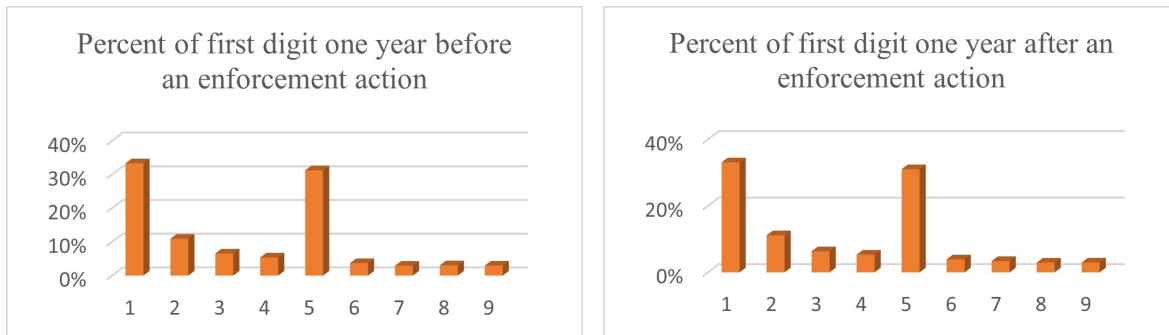 Percent of first digit one year before
an enforcement action
40%
30%
20%
10%
0%
1 2 3 4 5 6 7 8 9
Percent of first digit one year after an
enforcement action
40%
20%
0%
1 2 3 4 5 6 7 8 9